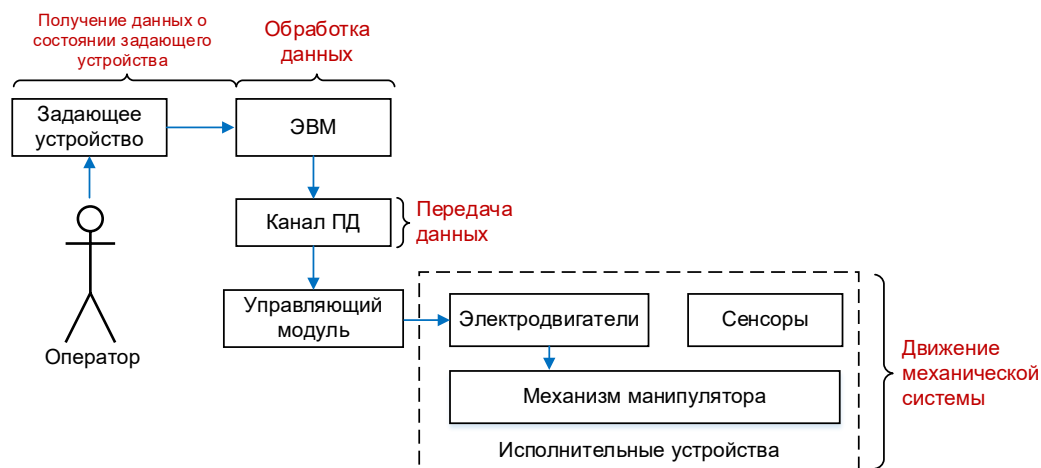 Получение данных о
состоянии задающего
устройства
Обработка
данных
Задающее
устройство
ЭВМ
Канал ПД
Передача
данных
Управляющий
модуль
Электродвигатели
Сенсоры
Оператор
Движение
механической
системы
Механизм манипулятора
Исполнительные устройства